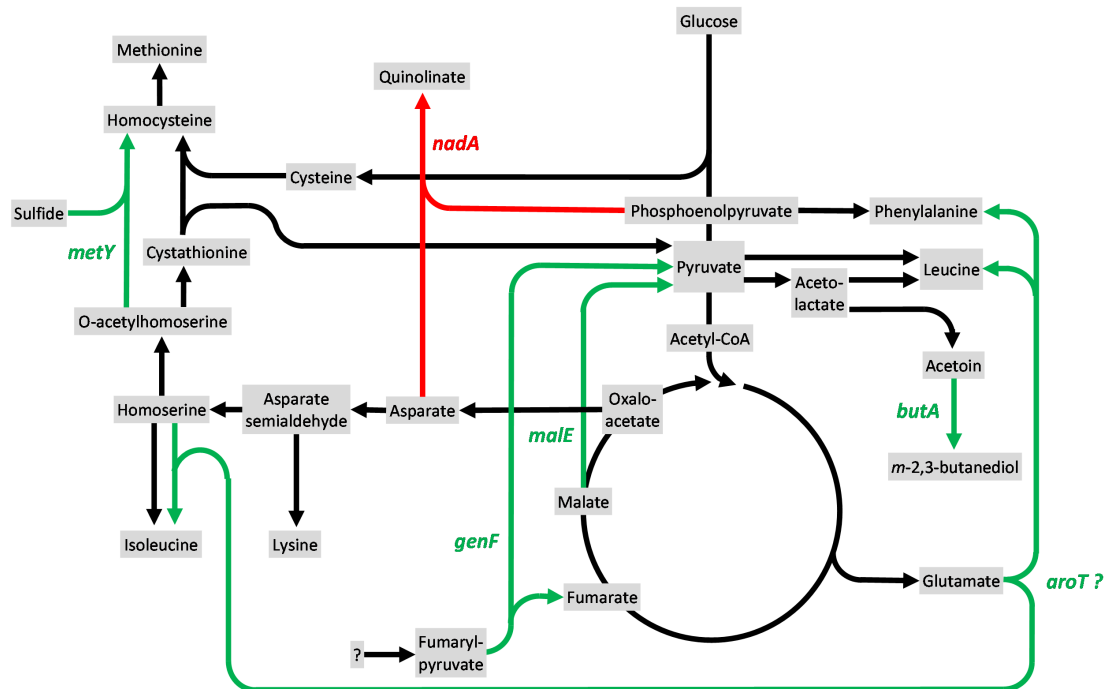 Glucose
Methionine
Quinolinate
Homocysteine
nadA
Cysteine
Sulfide
Phosphoenolpyruvate
Phenylalanine
metY
Cystathionine
Pyruvate
Leucine
Aceto-
lactate
O-acetylhomoserine
Acetyl-CoA
Acetoin
Homoserine
Asparate
semialdehyde
Asparate
Oxalo-
acetate
butA
malE
m-2,3-butanediol
Malate
Isoleucine
Lysine
genF
Glutamate
aroT ?
Fumarate
?
Fumaryl-
pyruvate